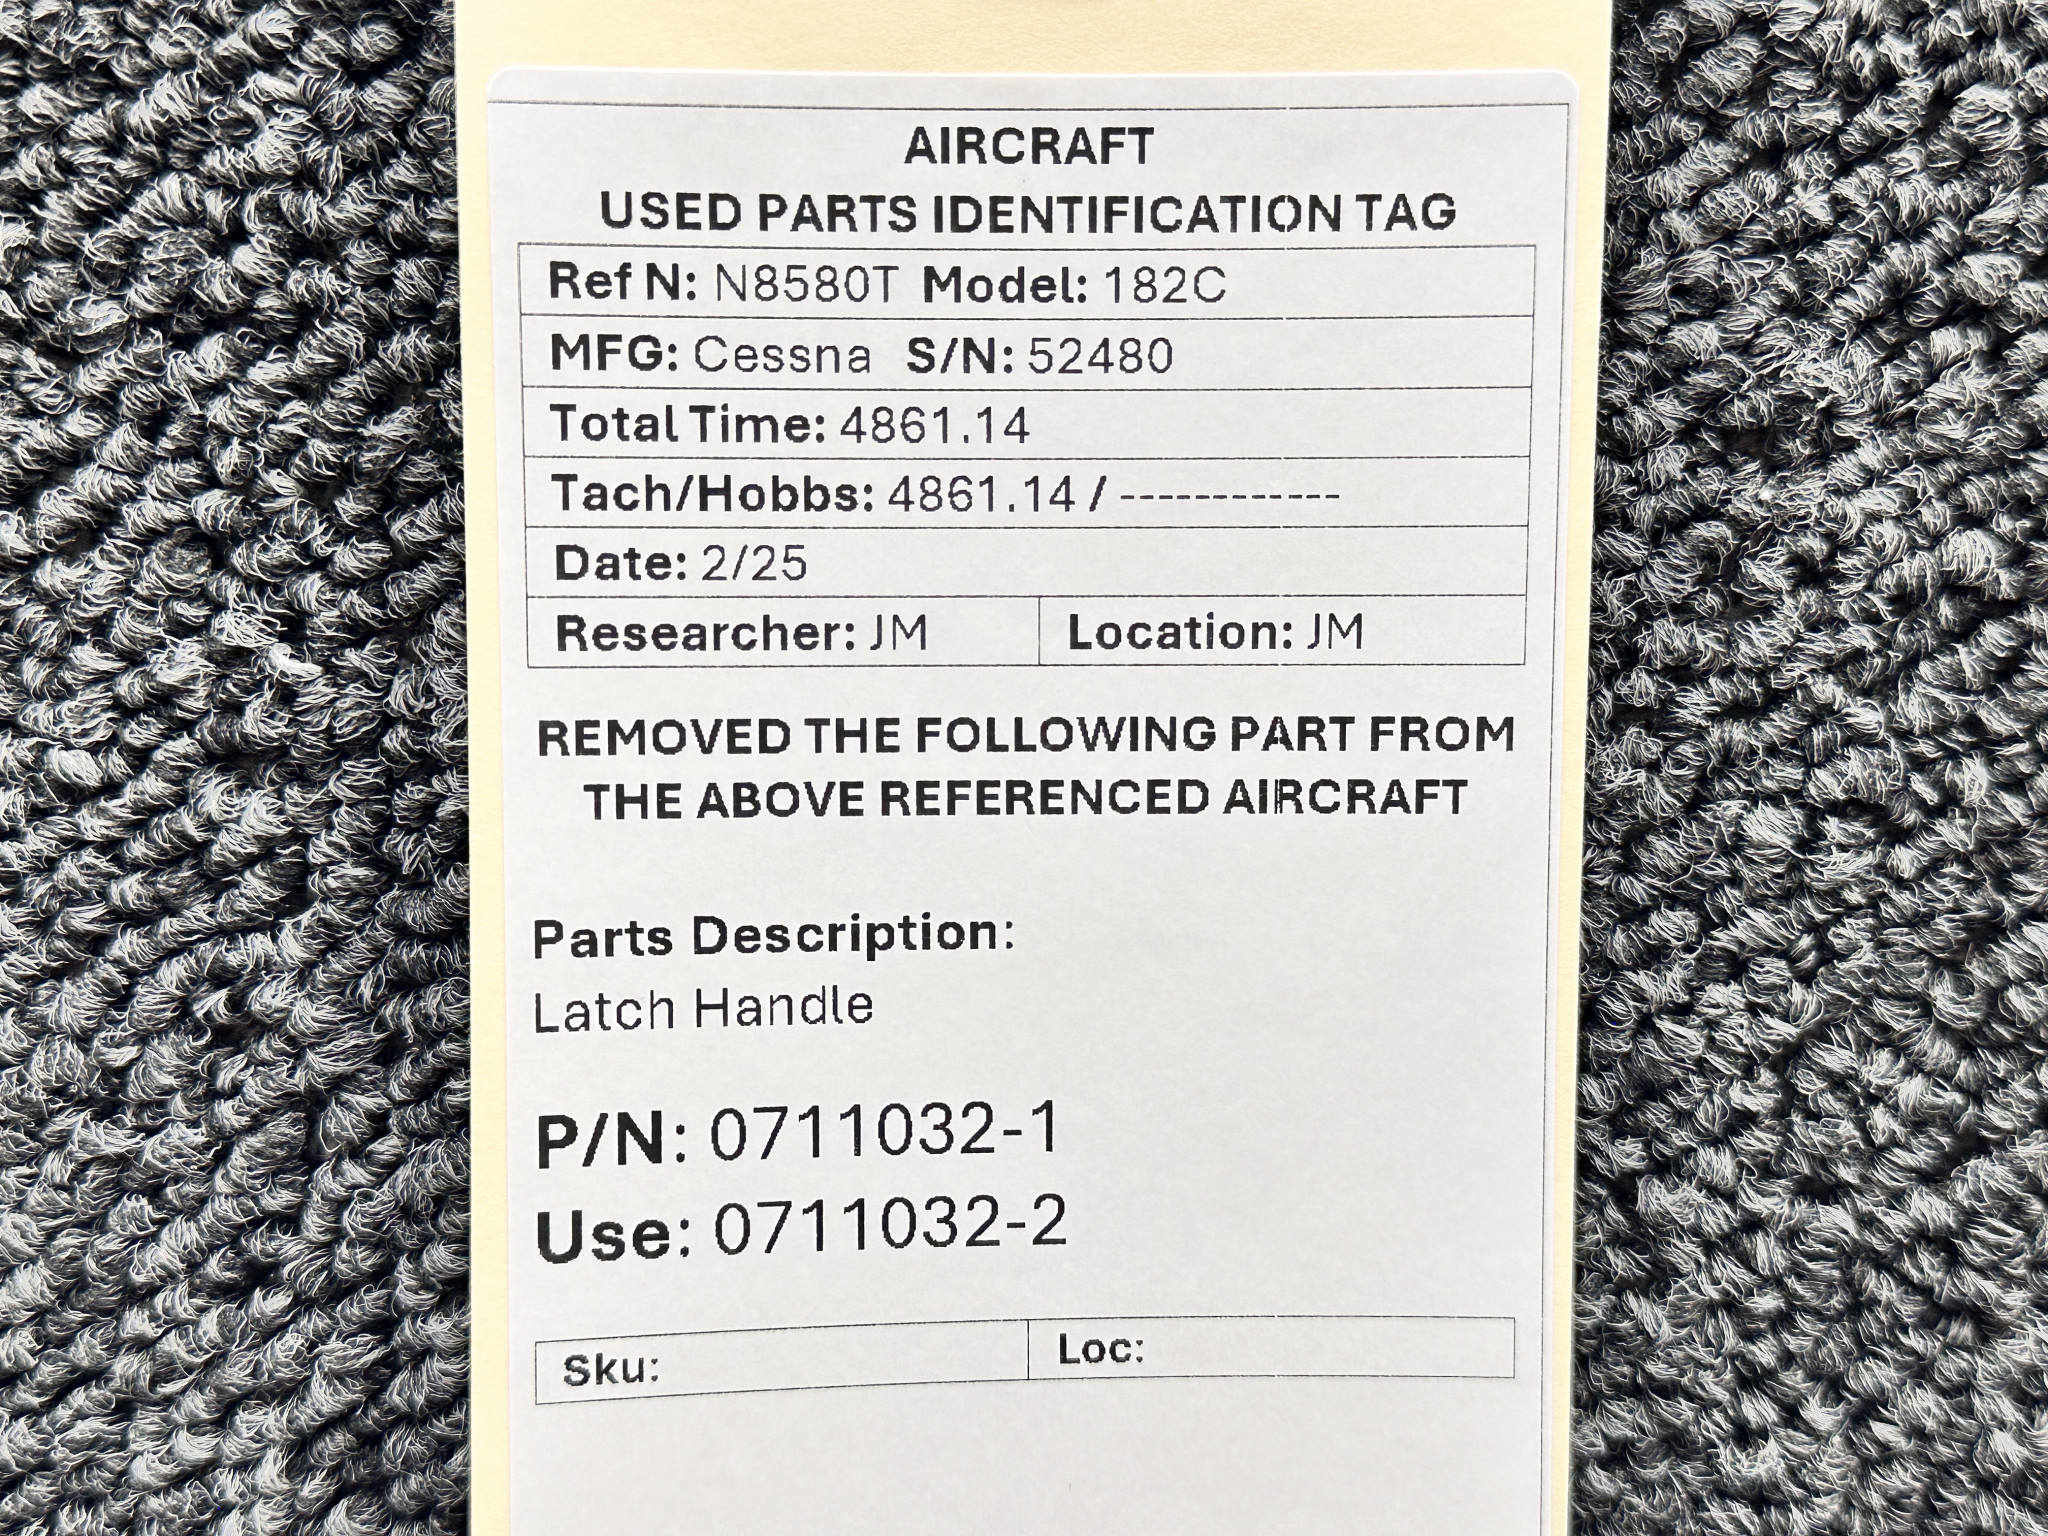 AIRCRAFT
USED PARTS IDENTIFICATION TAG
Ref N: N8580T Model: 182C
MFG: Cessna S/N: 52480
Total Time: 4861.14
Tach/Hobbs: 4861.14 / ------------
Date: 2/25
Researcher: JM Location: JM
REMOVED THE FOLLOWING PART FROM
THE ABOVE REFERENCED AIRCRAFT
Parts Description:
Latch Handle
P/N: 0711032-1
Use: 0711032-2
Sku: Loc: